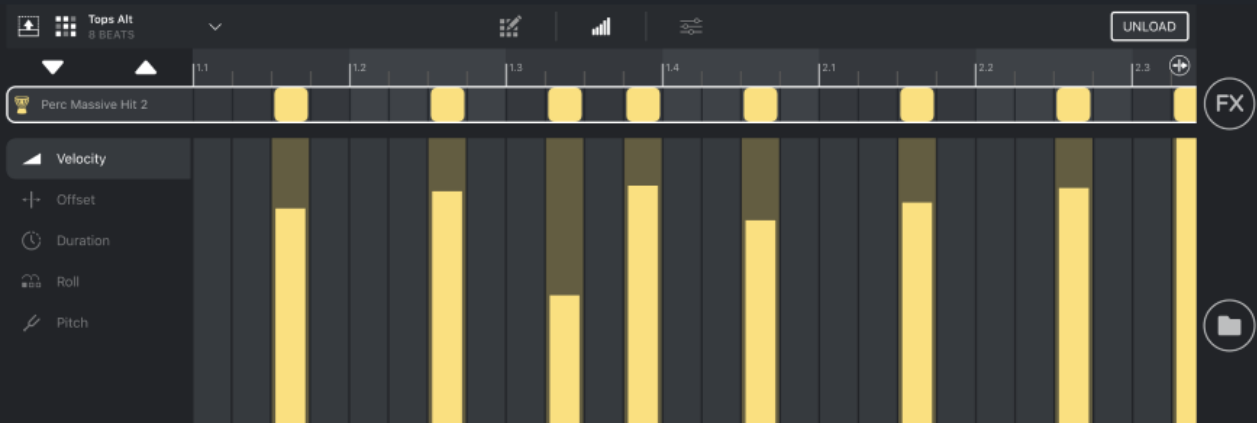 Tops Alt
8 BEATS
UNLOAD
1.1 1.2 1.3 1.4 2.1 2.2 2.3
Perc Massive Hit 2
FX
Velocity
Offset
Duration
Roll
Pitch